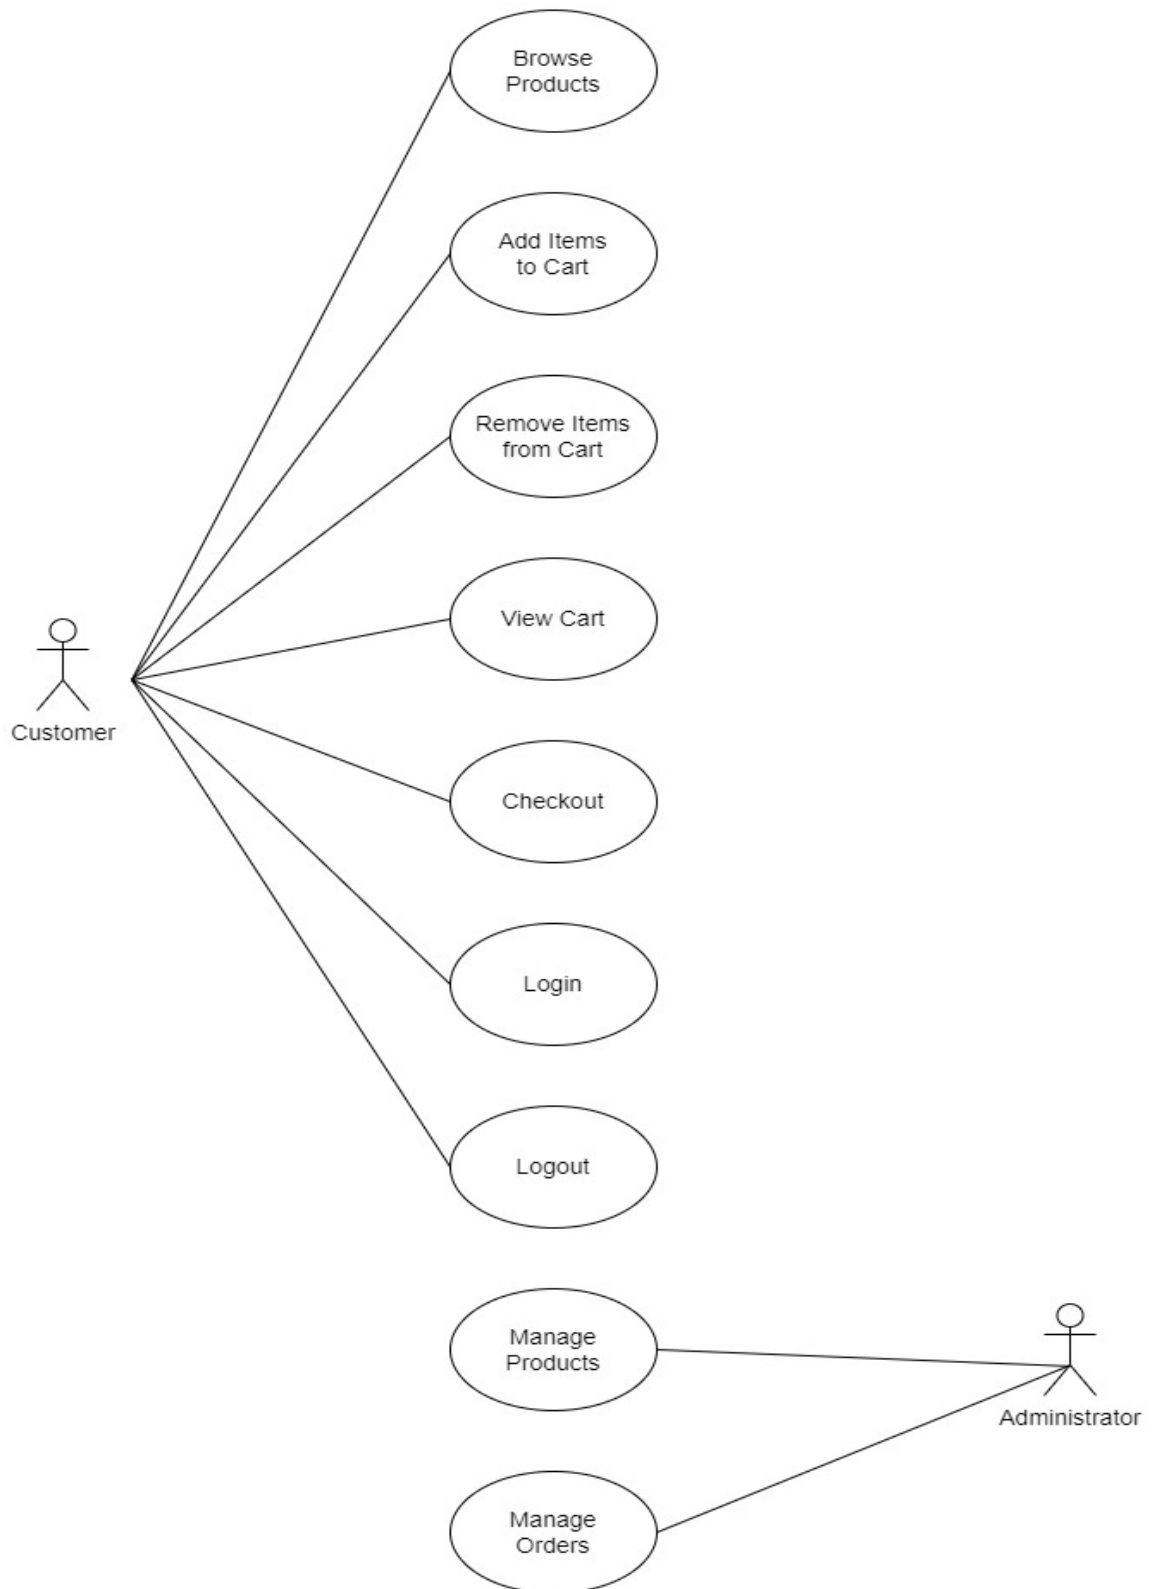 Browse
Products
Add Items
to Cart
Remove Items
from Cart
View Cart
Customer
Checkout
Login
Logout
Manage
Products
Administrator
Manage
Orders